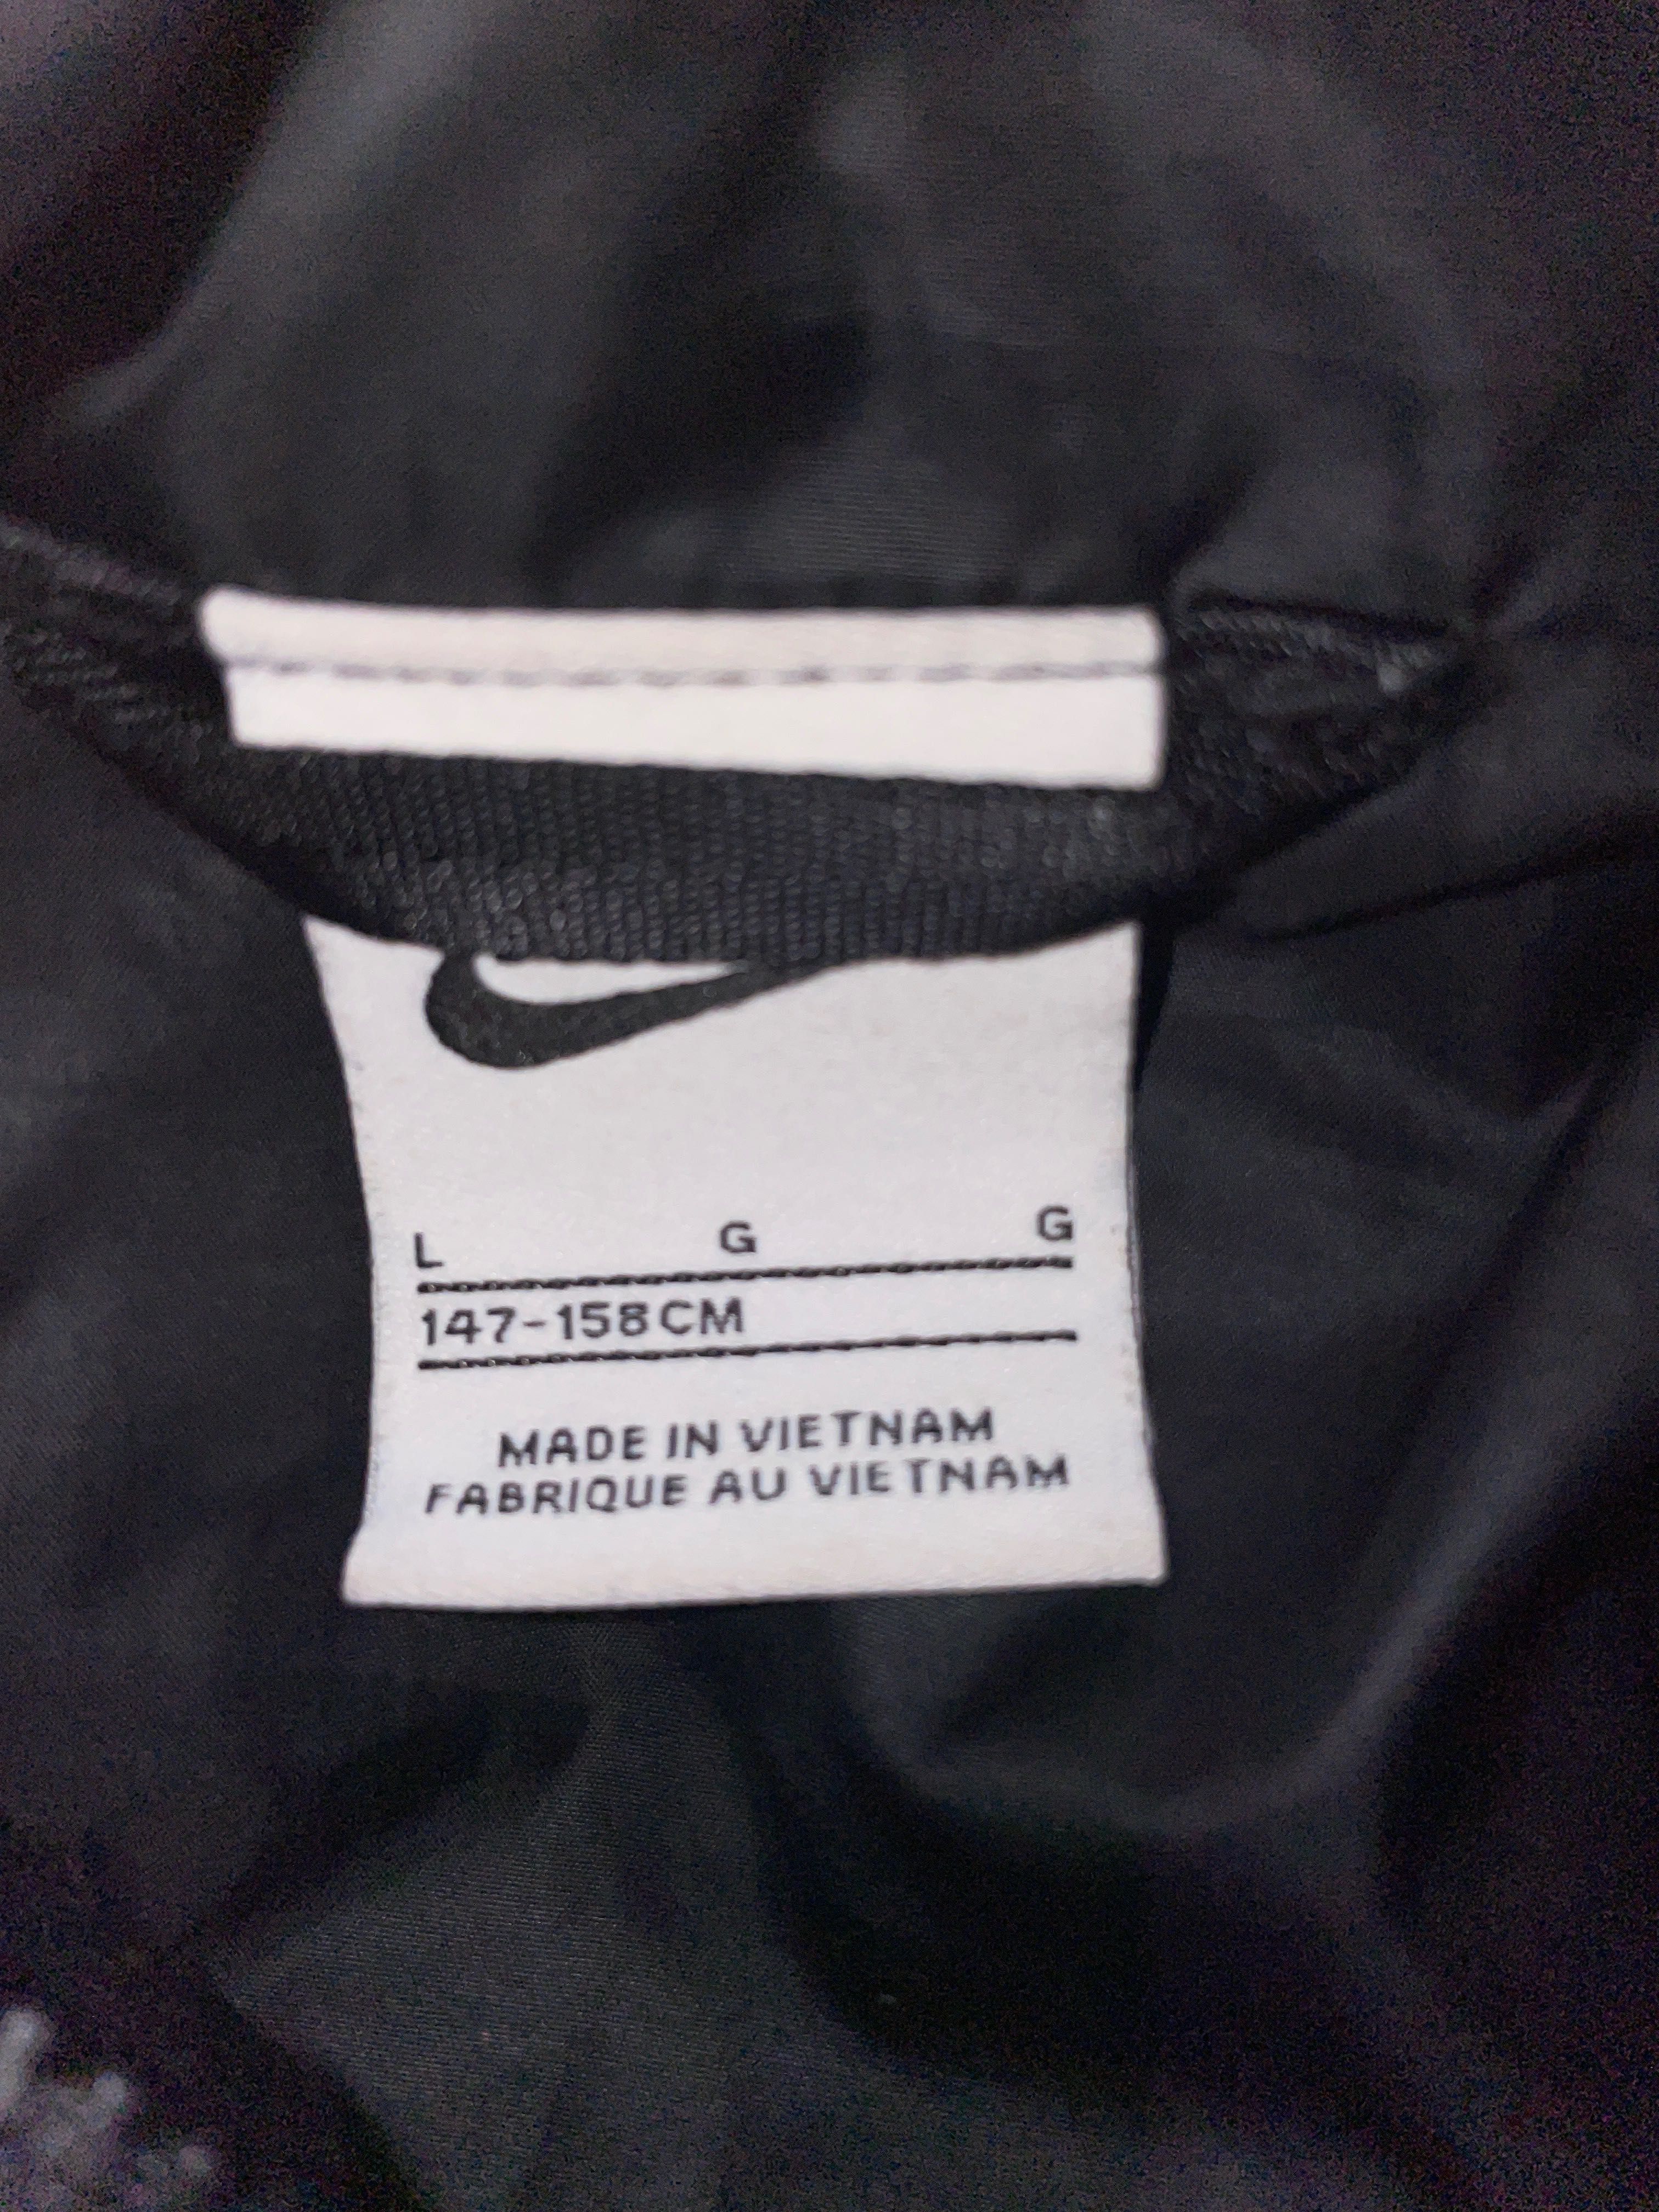 L G G
147-158CM
MADE IN VIETNAM
FABRIQUE AU VIETNAM